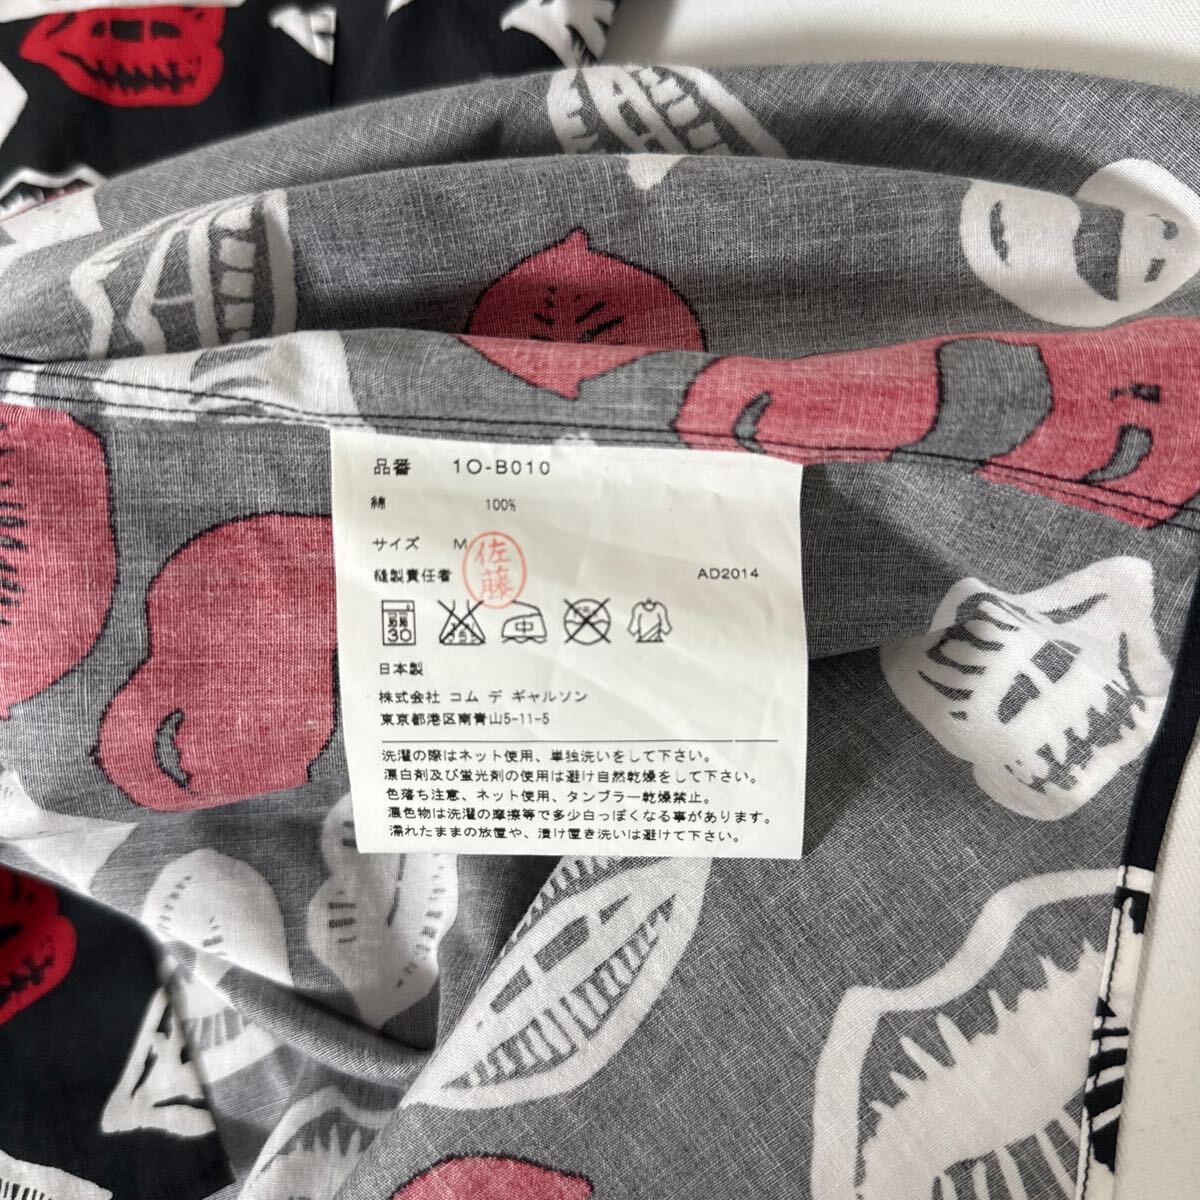 品番 1O-B010
綿 100%
サイズ M
佐藤
縫製責任者
AD2014
弱 30
中
日本製
株式会社 コム デ ギャルソン
東京都港区南青山5-11-5
洗濯の際はネット使用、単独洗いをして下さい。
漂白剤及び蛍光剤の使用は避け自然乾燥をして下さい。
色落ち注意、ネット使用、タンブラー乾燥禁止。
濃色物は洗濯の摩擦等で多少白っぽくなる事があります。
濡れたままの放置や、漬け置き洗いは避けて下さい。